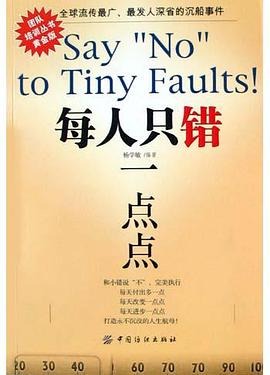 团队
培训丛书
黄金版
全球流传最广、最发人深省的沉船事件
Say "No"
to Tiny Faults!
每人只错
一
点
点
杨学敏 / 编著
和小错说“不”，完美执行
每天付出多一点
每天改变一点点
每天进步一点点
打造永不沉没的人生航母！
中国纺织出版社
20 30 40 60 70 80 90 100